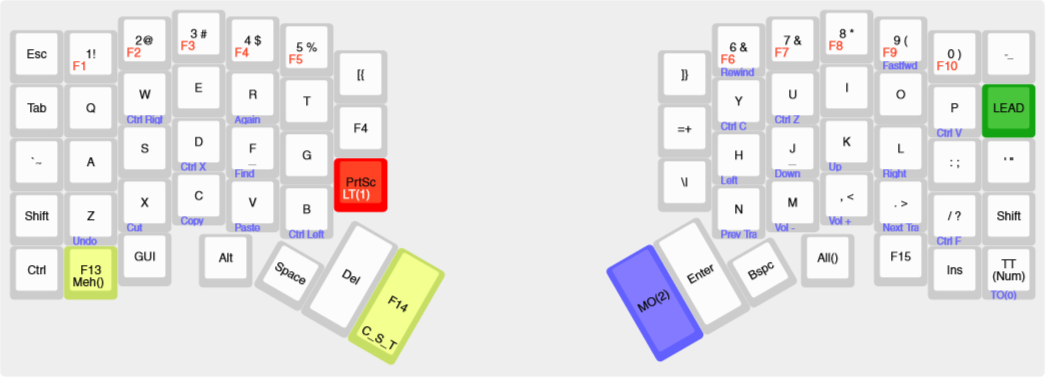 Esc
1!
F1
2@
F2
3 #
F3
4 $
F4
5 %
F5
[{
]}
6 &
F6
Rewind
7 &
F7
8 *
F8
9 (
F9
Fastfwd
0 )
F10
-_
Tab
Q
W
Ctrl Rigl
E
R
Again
T
F4
=+
Y
Ctrl C
U
Ctrl Z
I
O
P
Ctrl V
LEAD
`~
A
S
D
Ctrl X
F
_
Find
G
PrtSc
LT(1)
\I
H
Left
J
_
Down
K
Up
L
Right
: ;
' "
Shift
Z
Undo
X
Cut
C
Copy
V
Paste
B
Ctrl Left
N
Prev Tra
M
Vol -
, <
Vol +
. >
Next Tra
/ ?
Ctrl F
Shift
Ctrl
F13
Meh()
GUI
Alt
Space
Del
F14
C_S_T
MO(2)
Enter
Bspc
All()
F15
Ins
TT
(Num)
TO(0)